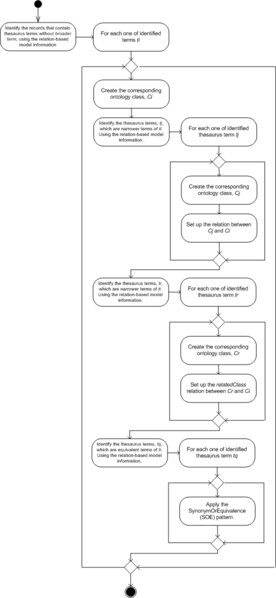 Identify the records that contain
thesaurus terms without broader
term, using the relation-based
model information
For each one of identified
terms ti
Create the corresponding
ontology class, Ci
Identify the thesaurus terms, tj,
which are narrower terms of ti.
Using the relation-based model
information.
For each one of identified
thesaurus term tj
Create the corresponding
ontology class, Cj
Set up the relation between
Cj and Ci
Identify the thesaurus terms, tr,
which are narrower terms of ti.
Using the relation-based model
information.
For each one of identified
thesaurus term tr
Create the corresponding
ontology class, Cr
Set up the relatedClass
relation between Cr and Ci
Identify the thesaurus terms, tq,
which are equivalent terms of ti.
Using the relation-based model
information.
For each one of identified
thesaurus term tq
Apply the
SynonymOrEquivalence
(SOE) pattern